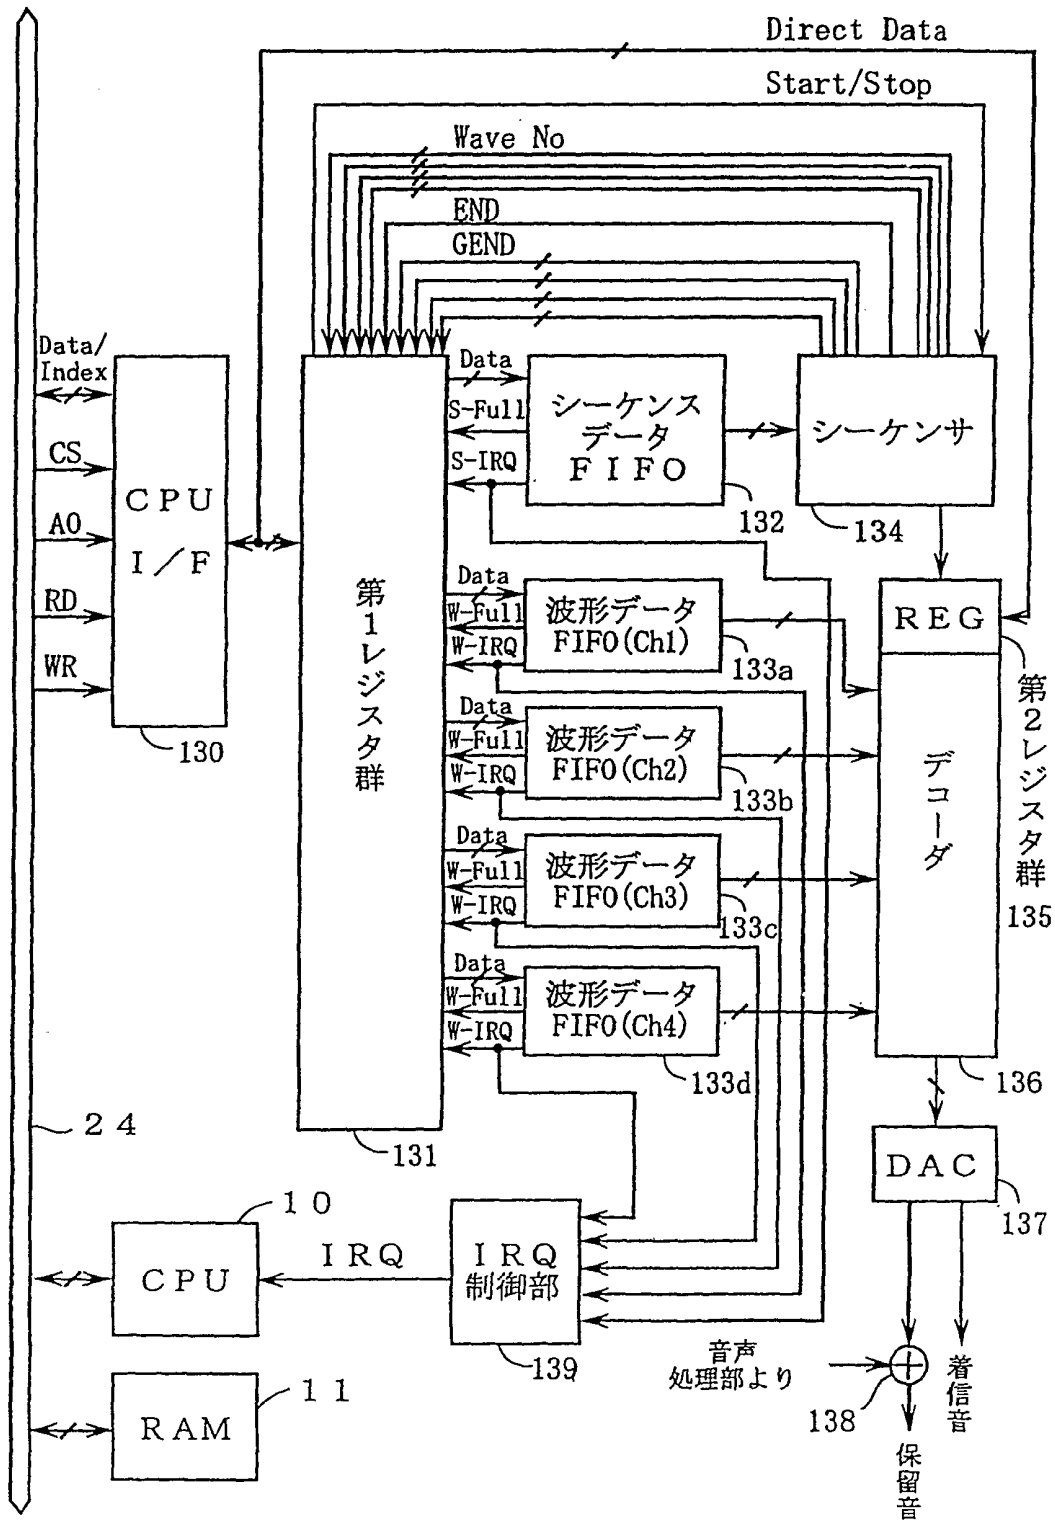 Direct Data
Start/Stop
Wave No
END
GEND
Data/
Index
CS
A0
RD
WR
CPU
I/F
130
第1レジスタ群
131
Data
S-Full
S-IRQ
シーケンス
データ
FIFO
132
シーケンサ
134
Data
W-Full
W-IRQ
波形データ
FIFO(Ch1)
133a
Data
W-Full
W-IRQ
波形データ
FIFO(Ch2)
133b
Data
W-Full
W-IRQ
波形データ
FIFO(Ch3)
133c
Data
W-Full
W-IRQ
波形データ
FIFO(Ch4)
133d
REG
第2レジスタ群
135
デコーダ
136
DAC
137
24
10
CPU
IRQ
IRQ
制御部
139
11
RAM
音声
処理部より
138
着信音
保留音